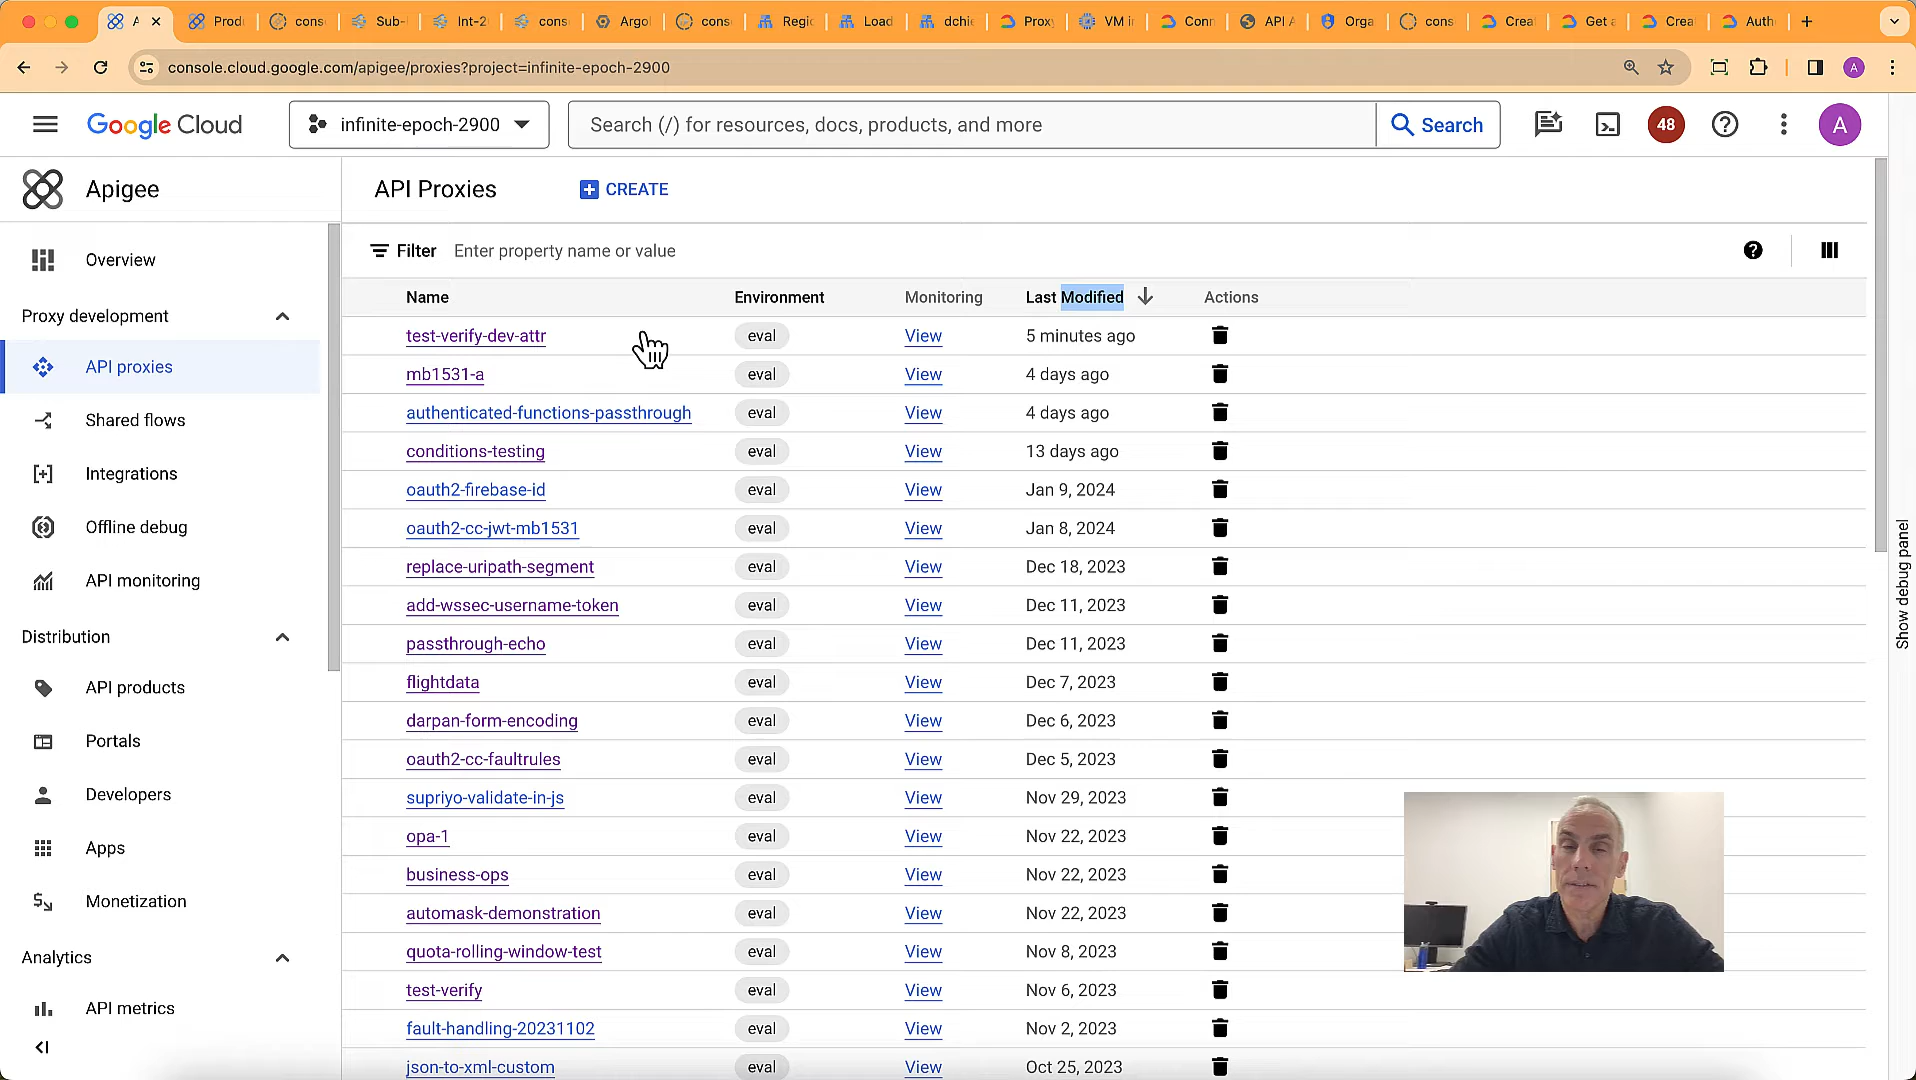 A
Produ
cons
Sub-
Int-2
cons
Argo
cons
Regio
Load
dchie
Proxy
VM in
Conn
API A
Orga
cons
Crea
Get a
Crea
Auth
console.cloud.google.com/apigee/proxies?project=infinite-epoch-2900
A
Google Cloud
infinite-epoch-2900
Search (/) for resources, docs, products, and more
Search
48
A
Apigee
API Proxies
CREATE
Overview
Filter Enter property name or value
Proxy development
API proxies
Shared flows
Integrations
Offline debug
API monitoring
Distribution
API products
Portals
Developers
Apps
Monetization
Analytics
API metrics
Name Environment Monitoring Last Modified Actions
test-verify-dev-attr eval View 5 minutes ago
mb1531-a eval View 4 days ago
authenticated-functions-passthrough eval View 4 days ago
conditions-testing eval View 13 days ago
oauth2-firebase-id eval View Jan 9, 2024
oauth2-cc-jwt-mb1531 eval View Jan 8, 2024
replace-uripath-segment eval View Dec 18, 2023
add-wssec-username-token eval View Dec 11, 2023
passthrough-echo eval View Dec 11, 2023
flightdata eval View Dec 7, 2023
darpan-form-encoding eval View Dec 6, 2023
oauth2-cc-faultrules eval View Dec 5, 2023
supriyo-validate-in-js eval View Nov 29, 2023
opa-1 eval View Nov 22, 2023
business-ops eval View Nov 22, 2023
automask-demonstration eval View Nov 22, 2023
quota-rolling-window-test eval View Nov 8, 2023
test-verify eval View Nov 6, 2023
fault-handling-20231102 eval View Nov 2, 2023
json-to-xml-custom eval View Oct 25, 2023
Show debug panel